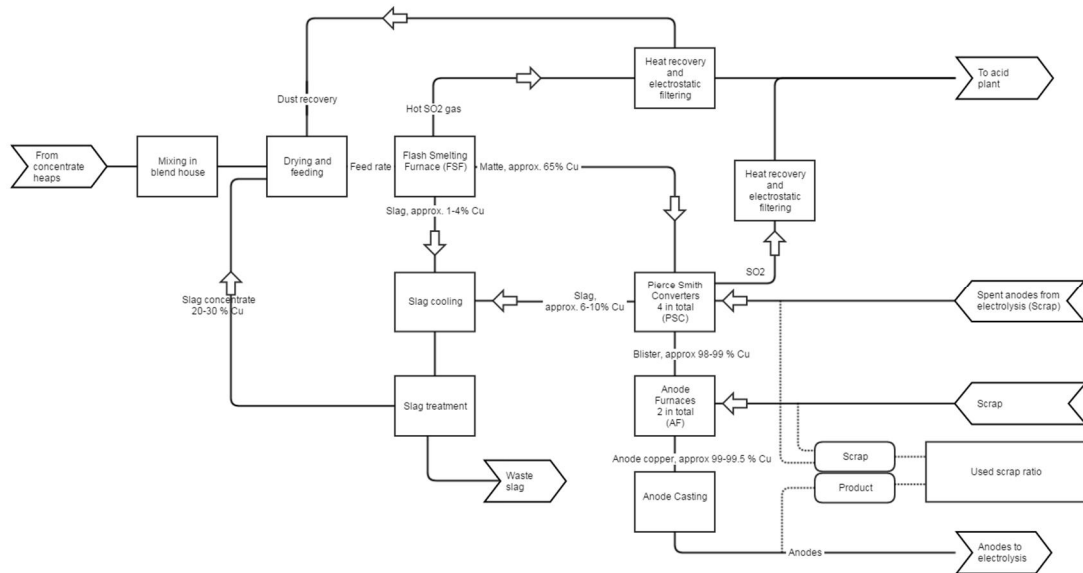 Heat recovery
and
electrostatic
filtering
To acid
plant
Dust recovery
Hot SO2 gas
From
concentrate
heaps
Mixing in
blend house
Drying and
feeding
Feed rate
Flash Smelting
Furnace (FSF)
Matte, approx. 65% Cu
Heat recovery
and
electrostatic
filtering
Slag, approx. 1-4% Cu
SO2
Slag concentrate
20-30 % Cu
Slag cooling
Slag,
approx. 6-10% Cu
Pierce Smith
Converters
4 in total
(PSC)
Spent anodes from
electrolysis (Scrap)
Blister, approx 98-99 % Cu
Slag treatment
Anode
Furnaces
2 in total
(AF)
Scrap
Anode copper, approx 99-99.5 % Cu
Scrap
Product
Used scrap ratio
Waste
slag
Anode Casting
Anodes
Anodes to
electrolysis